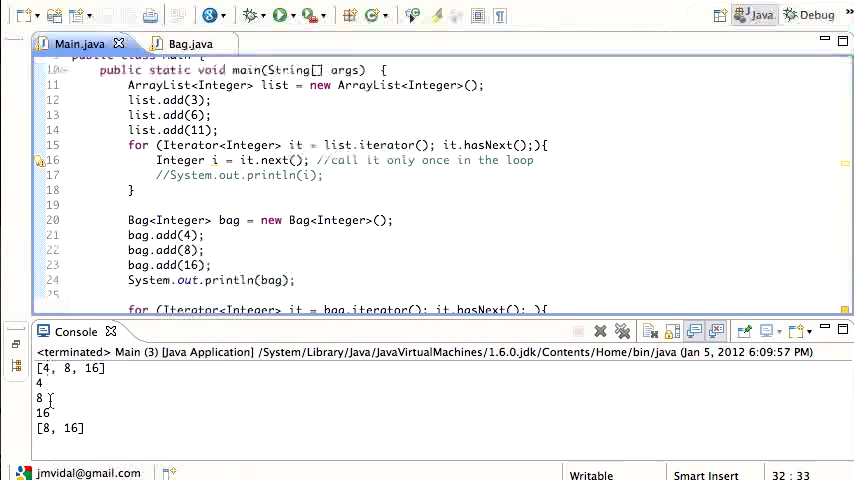 Java
Debug
Main.java
Bag.java
public class Main {
10 public static void main(String[] args) {
11 ArrayList<Integer> list = new ArrayList<Integer>();
12 list.add(3);
13 list.add(6);
14 list.add(11);
15 for (Iterator<Integer> it = list.iterator(); it.hasNext();){
16 Integer i = it.next(); //call it only once in the loop
17 //System.out.println(i);
18 }
19
20 Bag<Integer> bag = new Bag<Integer>();
21 bag.add(4);
22 bag.add(8);
23 bag.add(16);
24 System.out.println(bag);
25
for (Iterator<Integer> it = bag.iterator(); it.hasNext(); ){
Console
<terminated> Main (3) [Java Application] /System/Library/Java/JavaVirtualMachines/1.6.0.jdk/Contents/Home/bin/java (Jan 5, 2012 6:09:57 PM)
[4, 8, 16]
4
8
16
[8, 16]
jmvidal@gmail.com
Writable
Smart Insert
32 : 33